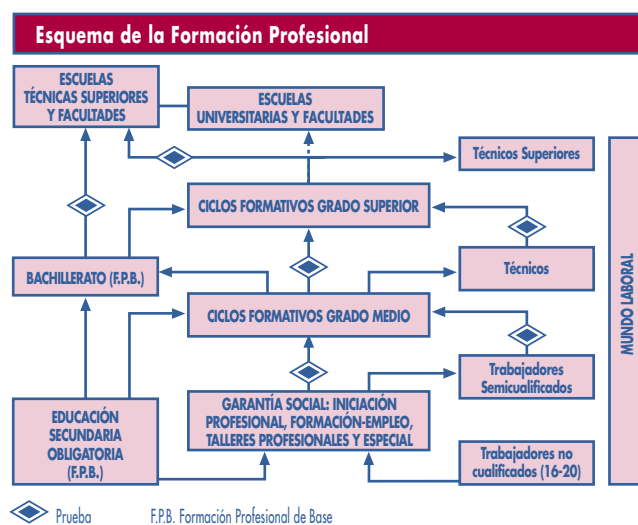 Esquema de la Formación Profesional
ESCUELAS
TÉCNICAS SUPERIORES
Y FACULTADES
ESCUELAS
UNIVERSITARIAS Y FACULTADES
Técnicos Superiores
CICLOS FORMATIVOS GRADO SUPERIOR
BACHILLERATO (F.P.B.)
Técnicos
CICLOS FORMATIVOS GRADO MEDIO
MUNDO LABORAL
Trabajadores
Semicualificados
EDUCACIÓN
SECUNDARIA
OBLIGATORIA
(F.P.B.)
GARANTÍA SOCIAL: INICIACIÓN
PROFESIONAL, FORMACIÓN-EMPLEO,
TALLERES PROFESIONALES Y ESPECIAL
Trabajadores no
cualificados (16-20)
Prueba
F.P.B. Formación Profesional de Base